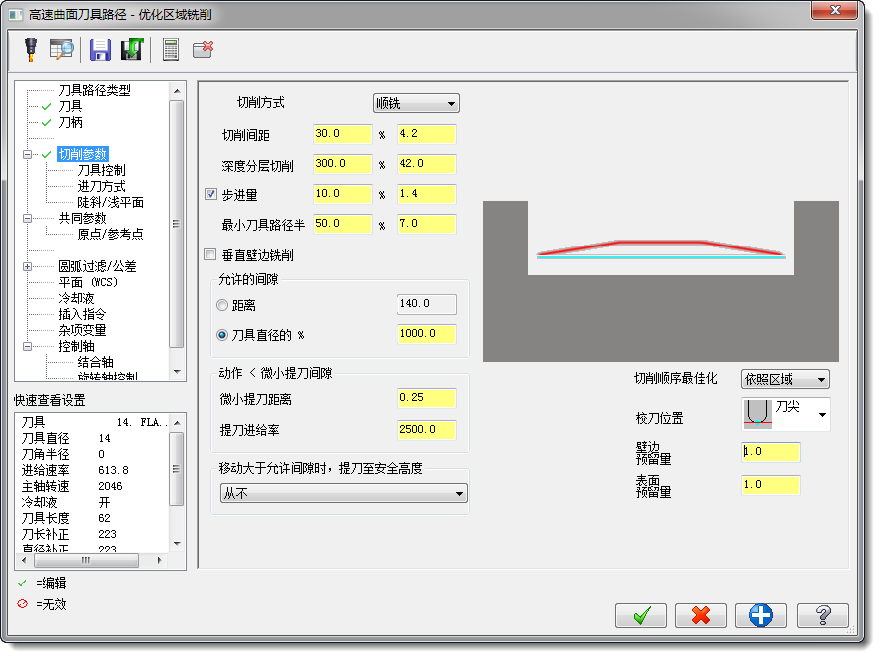 高速曲面刀具路径 - 优化区域铣削
刀具路径类型
刀具
刀柄
切削参数
刀具控制
进刀方式
陡斜/浅平面
共同参数
原点/参考点
圆弧过滤/公差
平面 (WCS)
冷却液
插入指令
杂项变量
控制轴
结合轴
旋转轴控制
快速查看设置
刀具 14. FLA..
刀具直径 14
刀角半径 0
进给速率 613.8
主轴转速 2046
冷却液 开
刀具长度 62
刀长补正 223
直径补正 223
=编辑
=无效
切削方式 顺铣
切削间距 30.0 % 4.2
深度分层切削 300.0 % 42.0
步进量 10.0 % 1.4
最小刀具路径半 50.0 % 7.0
垂直壁边铣削
允许的间隙
距离 140.0
刀具直径的 % 1000.0
动作 < 微小提刀间隙
微小提刀距离 0.25
提刀进给率 2500.0
移动大于允许间隙时，提刀至安全高度
从不
切削顺序最佳化 依照区域
校刀位置 刀尖
壁边
预留量 1.0
表面
预留量 1.0